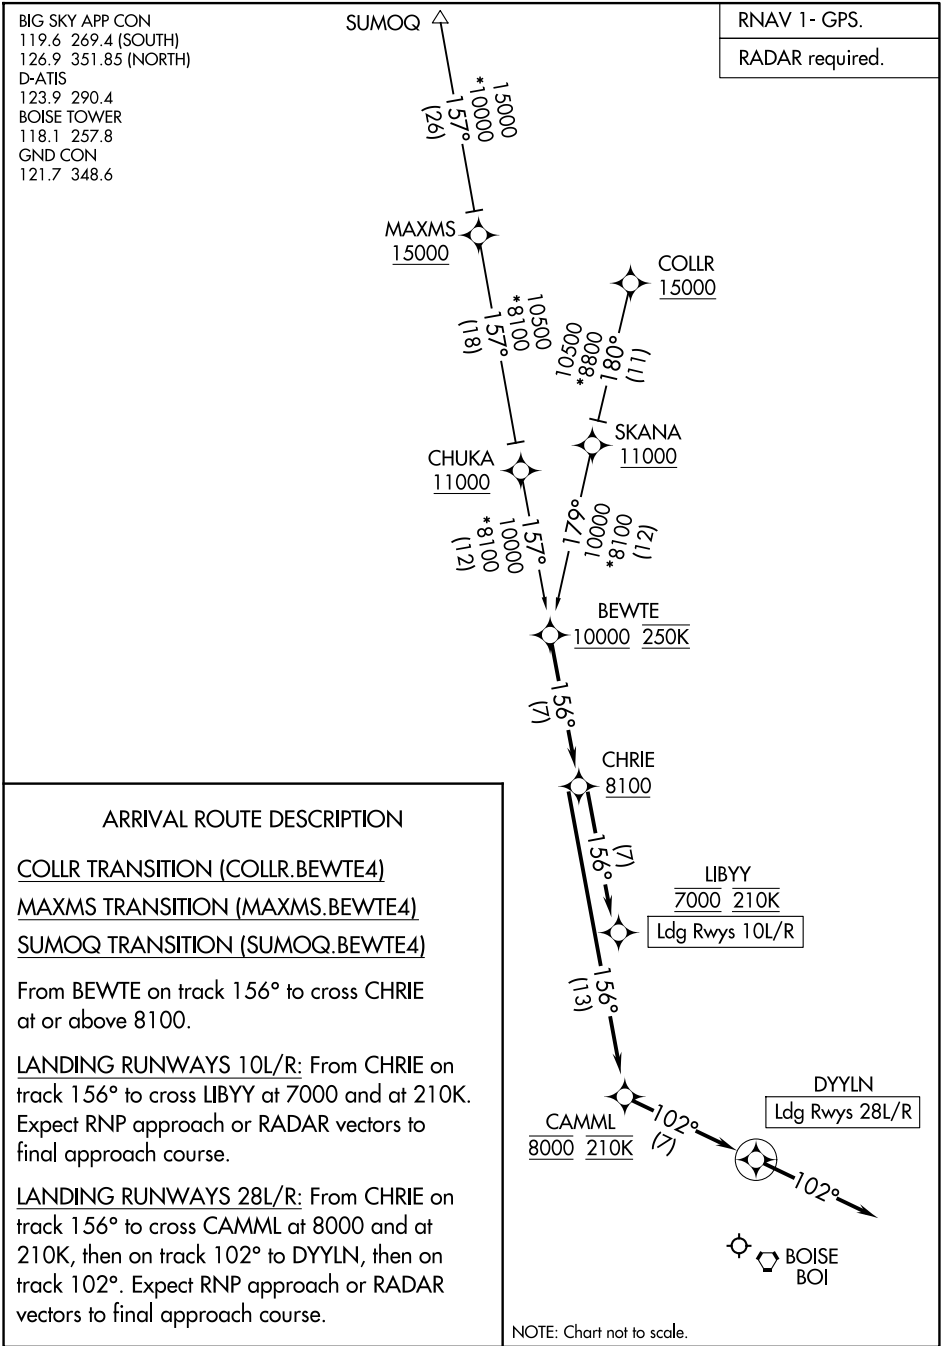 BIG SKY APP CON
119.6 269.4 (SOUTH)
126.9 351.85 (NORTH)
D-ATIS
123.9 290.4
BOISE TOWER
118.1 257.8
GND CON
121.7 348.6
SUMOQ
RNAV 1- GPS.
RADAR required.
15000
*10000
157°
(26)
MAXMS
15000
10500
*8100
157°
(18)
COLLR
15000
10500
*8800
180°
(11)
CHUKA
11000
SKANA
11000
157°
10000
*8100
(12)
179°
10000
*8100
(12)
BEWTE
10000 250K
156°
(7)
CHRIE
8100
(7)
156°
LIBYY
7000 210K
Ldg Rwys 10L/R
156°
(13)
CAMML
8000 210K
102°
(7)
DYYLN
Ldg Rwys 28L/R
102°
BOISE
BOI
NOTE: Chart not to scale.
ARRIVAL ROUTE DESCRIPTION
COLLR TRANSITION (COLLR.BEWTE4)
MAXMS TRANSITION (MAXMS.BEWTE4)
SUMOQ TRANSITION (SUMOQ.BEWTE4)
From BEWTE on track 156° to cross CHRIE
at or above 8100.
LANDING RUNWAYS 10L/R: From CHRIE on
track 156° to cross LIBYY at 7000 and at 210K.
Expect RNP approach or RADAR vectors to
final approach course.
LANDING RUNWAYS 28L/R: From CHRIE on
track 156° to cross CAMML at 8000 and at
210K, then on track 102° to DYYLN, then on
track 102°. Expect RNP approach or RADAR
vectors to final approach course.